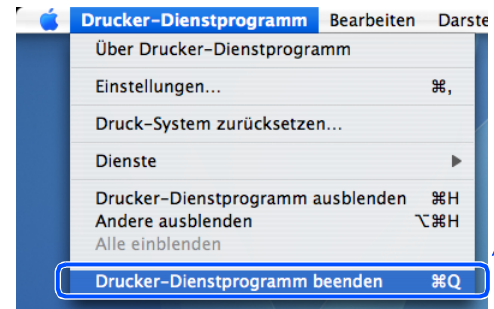 Drucker-Dienstprogramm Bearbeiten Darste
Über Drucker-Dienstprogramm
Einstellungen... ⌘,
Druck-System zurücksetzen...
Dienste ▶
Drucker-Dienstprogramm ausblenden ⌘H
Andere ausblenden ⌥⌘H
Alle einblenden
Drucker-Dienstprogramm beenden ⌘Q